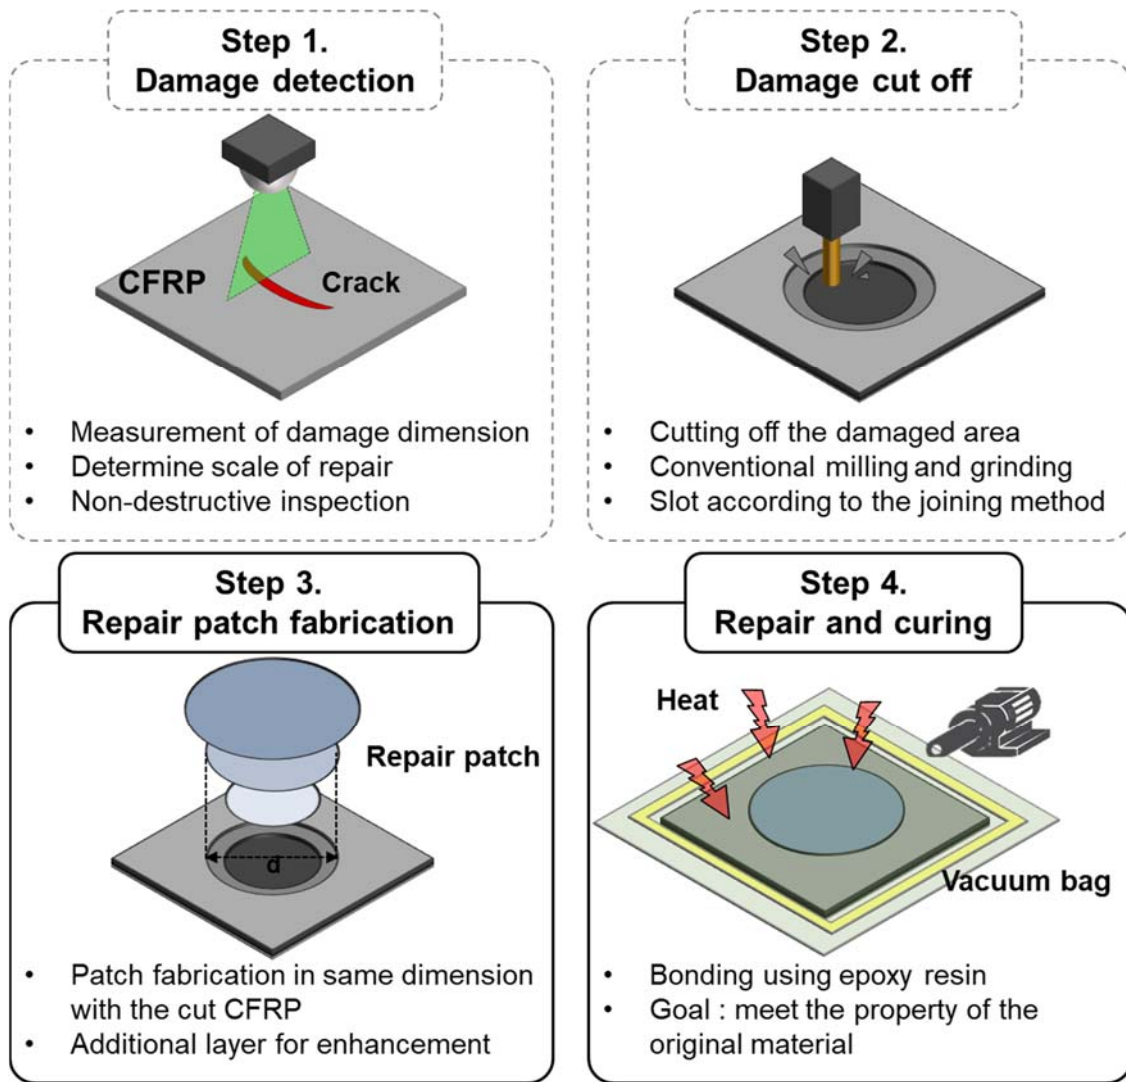 Step 1.
Damage detection
CFRP
Crack
• Measurement of damage dimension
• Determine scale of repair
• Non-destructive inspection
Step 2.
Damage cut off
• Cutting off the damaged area
• Conventional milling and grinding
• Slot according to the joining method
Step 3.
Repair patch fabrication
Repair patch
d
• Patch fabrication in same dimension
with the cut CFRP
• Additional layer for enhancement
Step 4.
Repair and curing
Heat
Vacuum bag
• Bonding using epoxy resin
• Goal : meet the property of the
original material